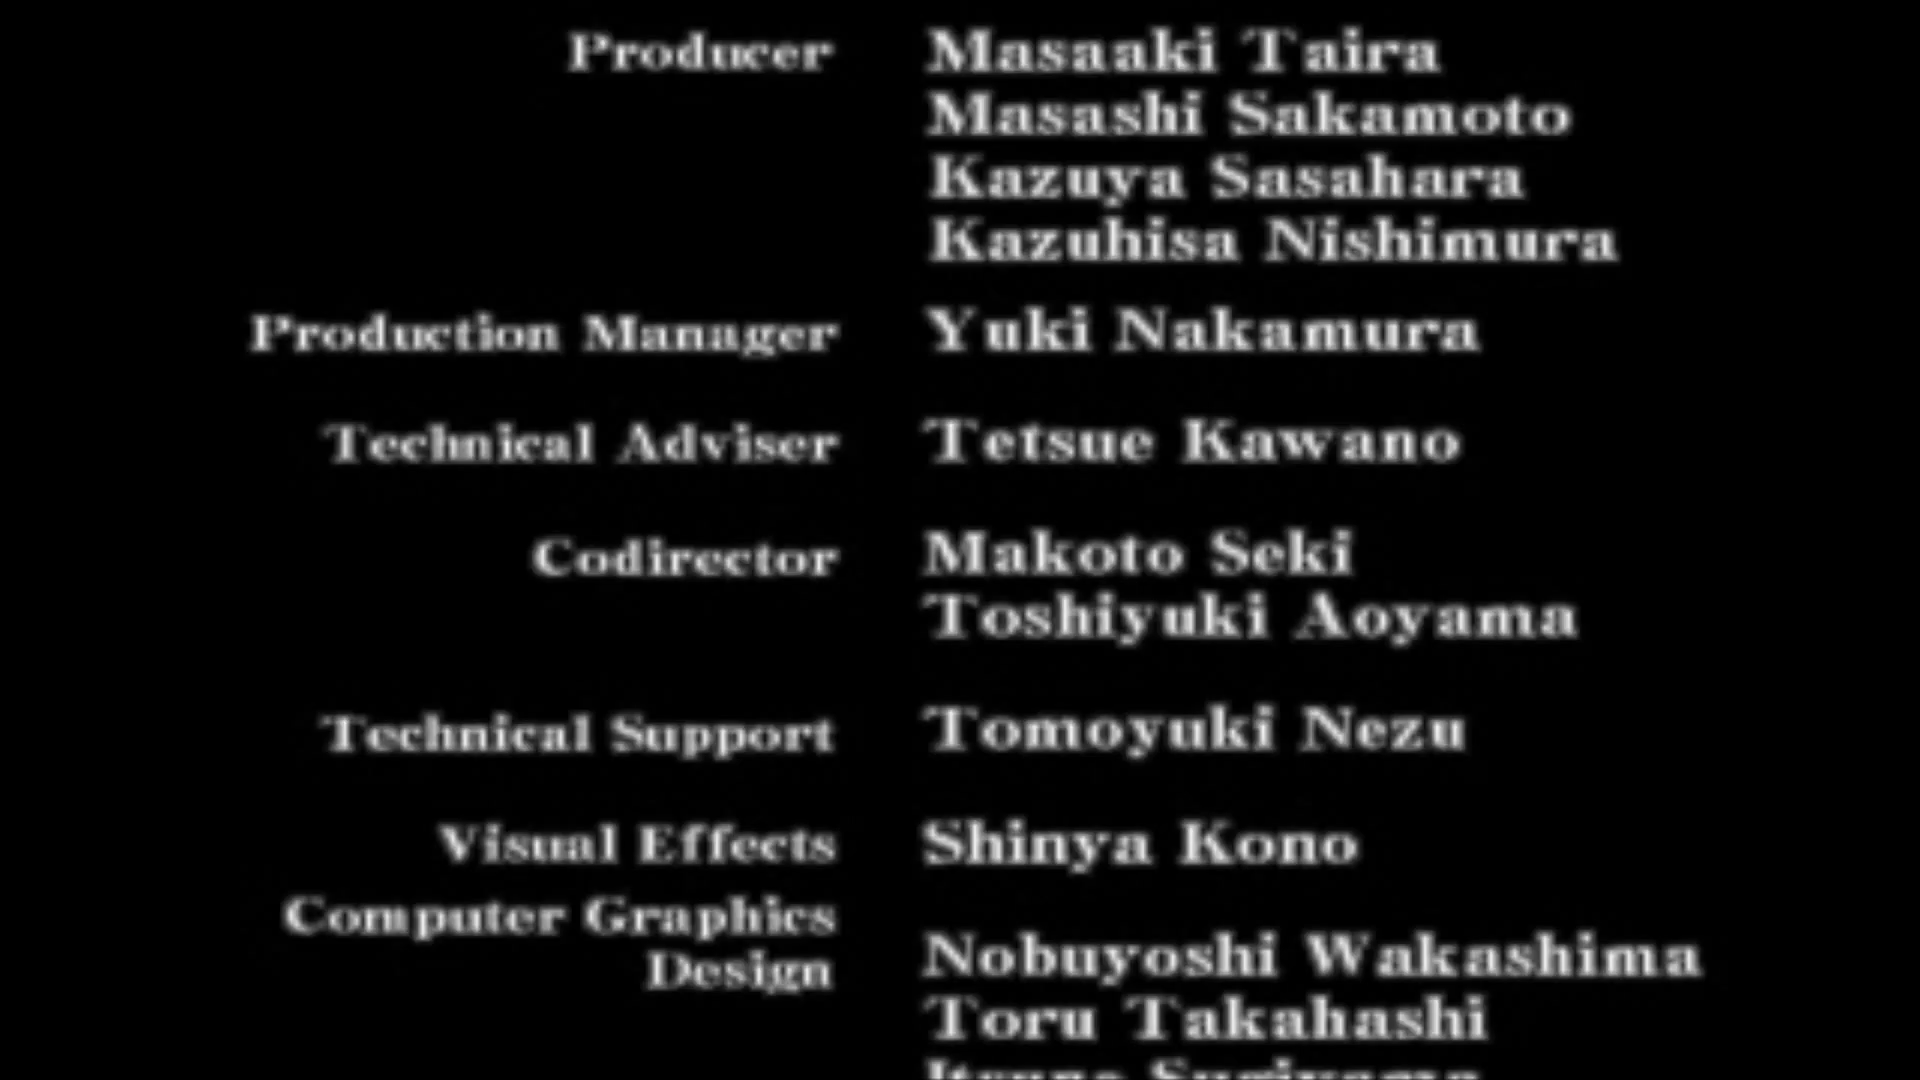 Producer Masaaki Taira
Masashi Sakamoto
Kazuya Sasahara
Kazuhisa Nishimura
Production Manager Yuki Nakamura
Technical Adviser Tetsue Kawano
Codirector Makoto Seki
Toshiyuki Aoyama
Technical Support Tomoyuki Nezu
Visual Effects Shinya Kono
Computer Graphics
Design Nobuyoshi Wakashima
Toru Takahashi